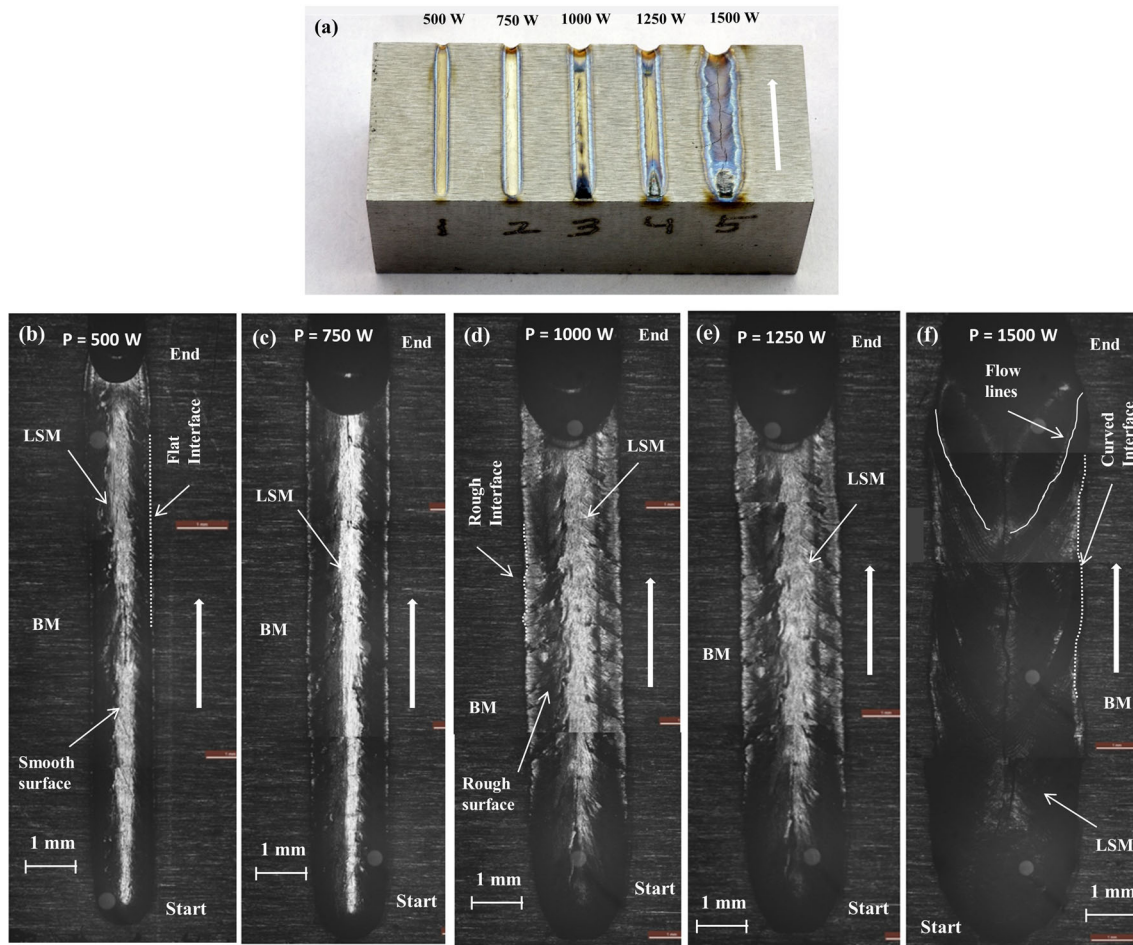 500 W
750 W
1000 W
1250 W
1500 W
(a)
1
2
3
4
5
(b)
P = 500 W
End
LSM
Flat
Interface
BM
Smooth
surface
1 mm
Start
(c)
P = 750 W
End
LSM
BM
1 mm
Start
(d)
P = 1000 W
End
LSM
Rough
Interface
BM
Rough
surface
1 mm
(e)
P = 1250 W
End
LSM
BM
1 mm
Start
(f)
P = 1500 W
End
Flow
lines
Curved
Interface
BM
LSM
1 mm
Start